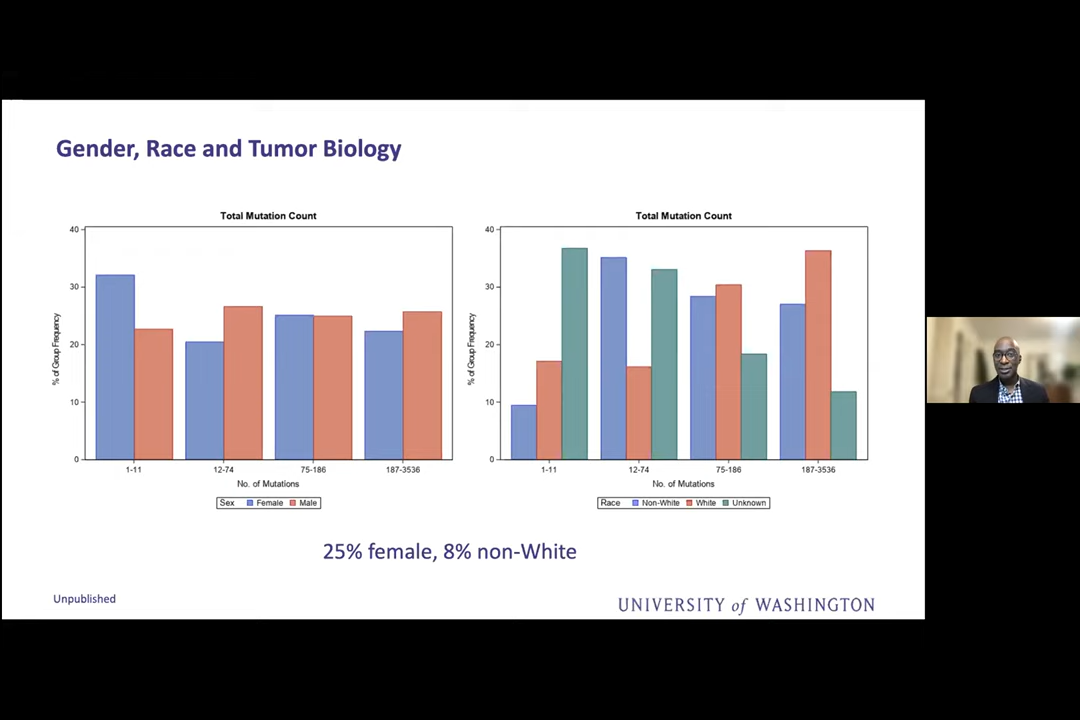 Gender, Race and Tumor Biology
Total Mutation Count
40
30
20
10
0
% of Group Frequency
1-11 12-74 75-186 187-3536
No. of Mutations
Sex Female Male
Total Mutation Count
40
30
20
10
0
% of Group Frequency
1-11 12-74 75-186 187-3536
No. of Mutations
Race Non-White White Unknown
25% female, 8% non-White
Unpublished
UNIVERSITY of WASHINGTON